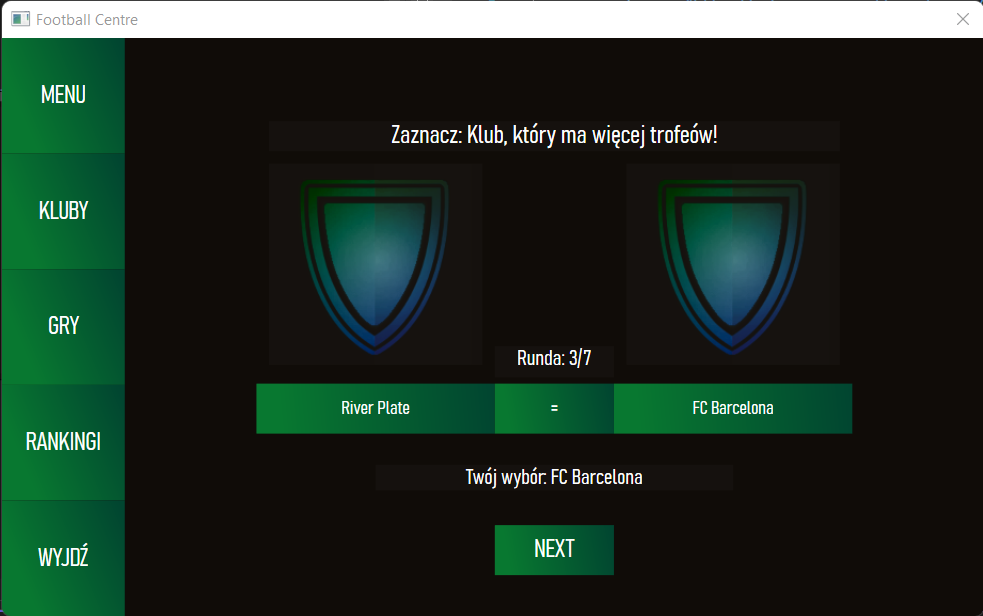 Football Centre
MENU
KLUBY
GRY
RANKINGI
WYJDŹ
Zaznacz: Klub, który ma więcej trofeów!
Runda: 3/7
River Plate
=
FC Barcelona
Twój wybór: FC Barcelona
NEXT